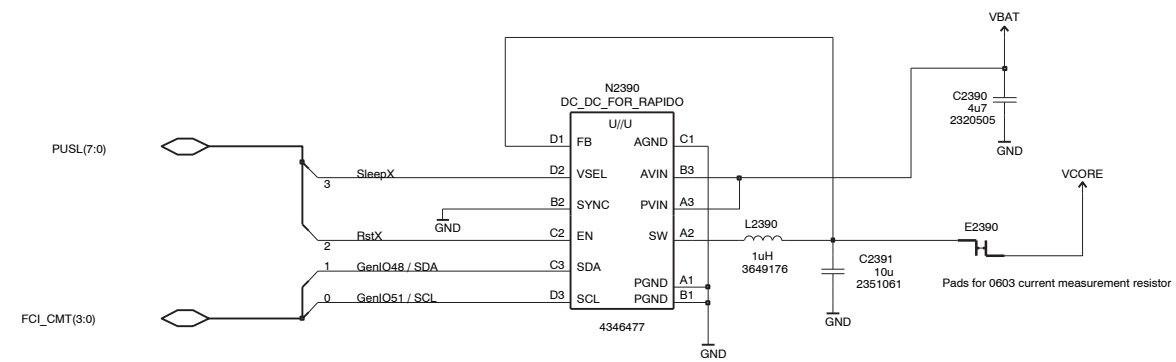 VBAT
N2390
DC_DC_FOR_RAPIDO
U//U
C2390
4u7
2320505
GND
PUSL(7:0)
D1 FB AGND C1
3 SleepX D2 VSEL AVIN B3
VCORE
B2 SYNC PVIN A3
GND
2 RstX C2 EN SW A2
L2390
1uH
3649176
E2390
1 GenIO48 / SDA C3 SDA
C2391
10u
2351061
Pads for 0603 current measurement resistor
PGND A1
0 GenIO51 / SCL D3 SCL PGND B1
FCI_CMT(3:0)
4346477
GND
GND